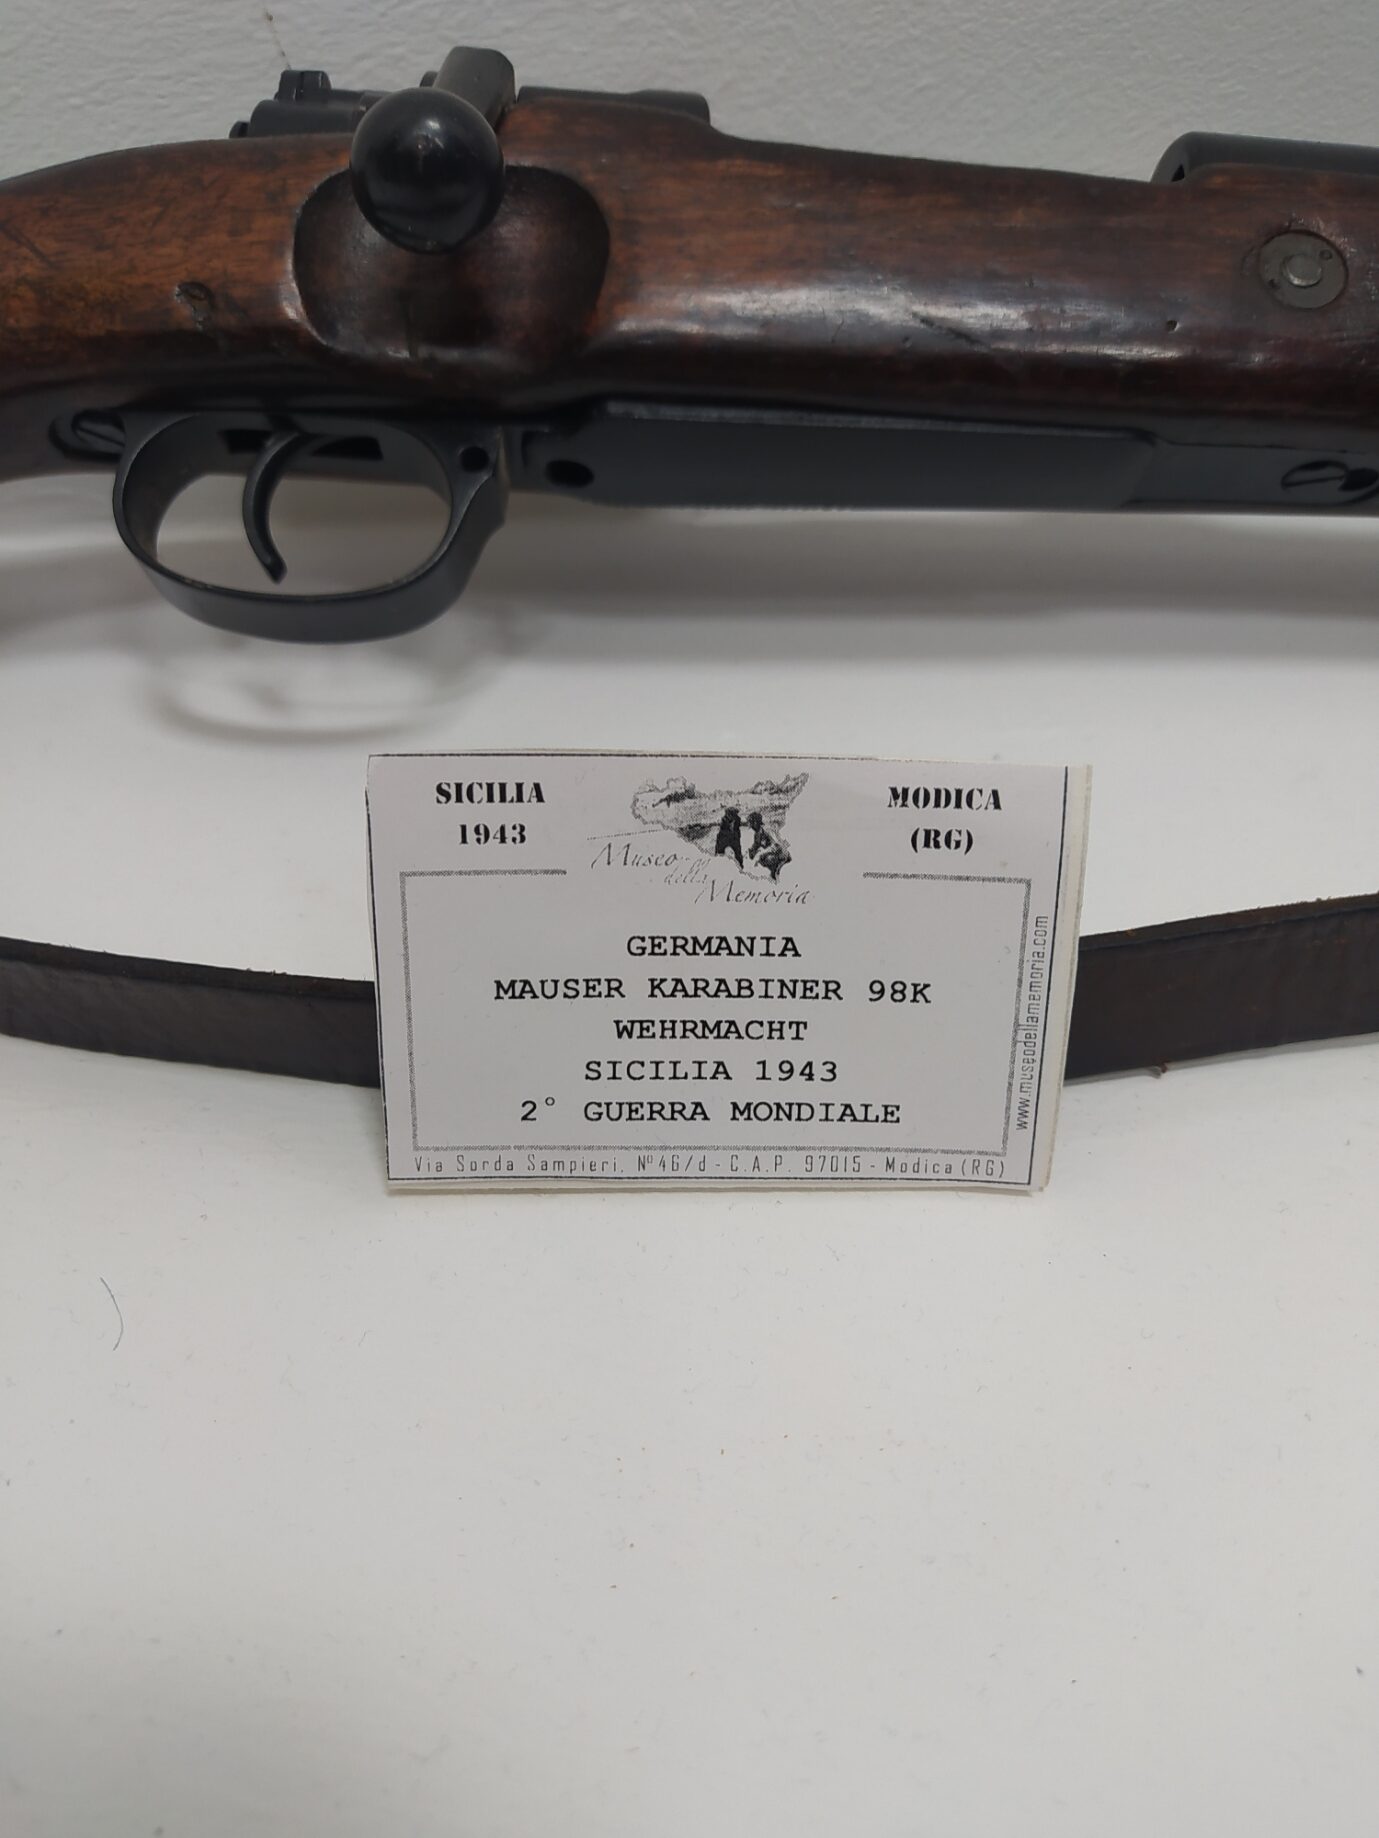 SICILIA
1943
Museo
della
Memoria
MODICA
(RG)
GERMANIA
MAUSER KARABINER 98K
WEHRMACHT
SICILIA 1943
2° GUERRA MONDIALE
www.museodellamemoria.com
Via Sorda Sampieri, N°46/d - C.A.P. 97015 - Modica (RG)